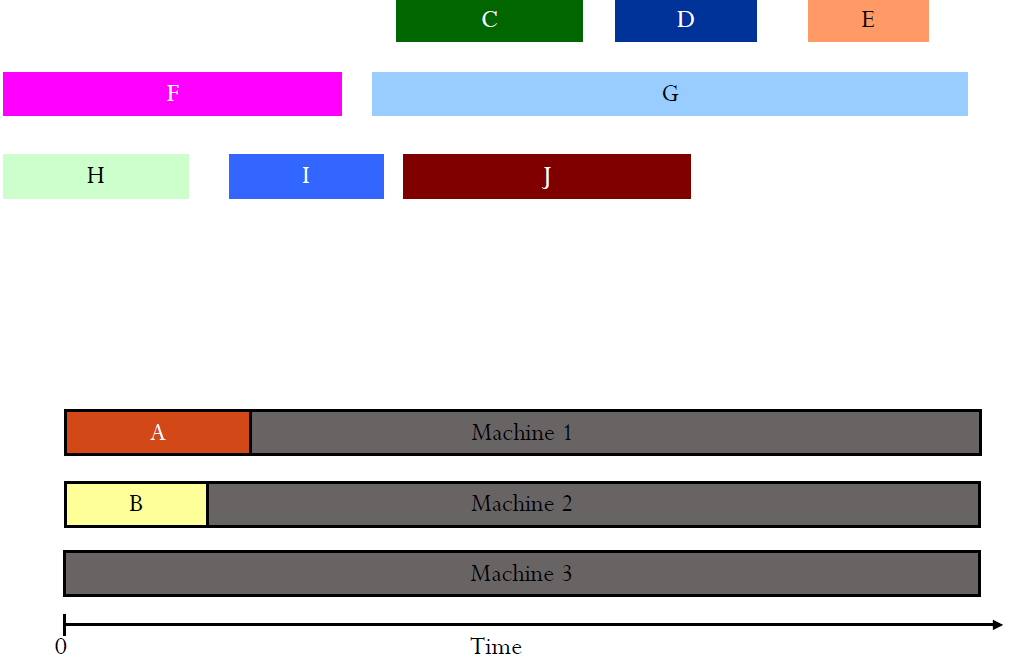 C D E
F G
H I J
A Machine 1
B Machine 2
Machine 3
0 Time